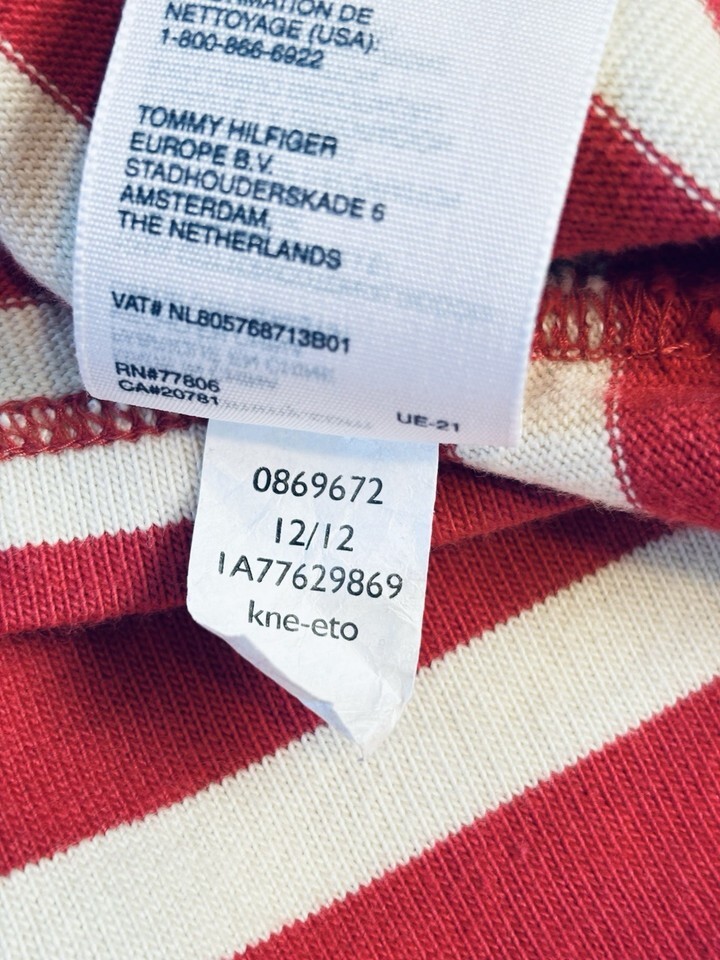 NETTOYAGE (USA):
1-800-866-6922
TOMMY HILFIGER
EUROPE B.V.
STADHOUDERSKADE 6
AMSTERDAM,
THE NETHERLANDS
VAT# NL805768713B01
RN#77806
CA#20781
UE-21
0869672
12/12
1A77629869
kne-eto